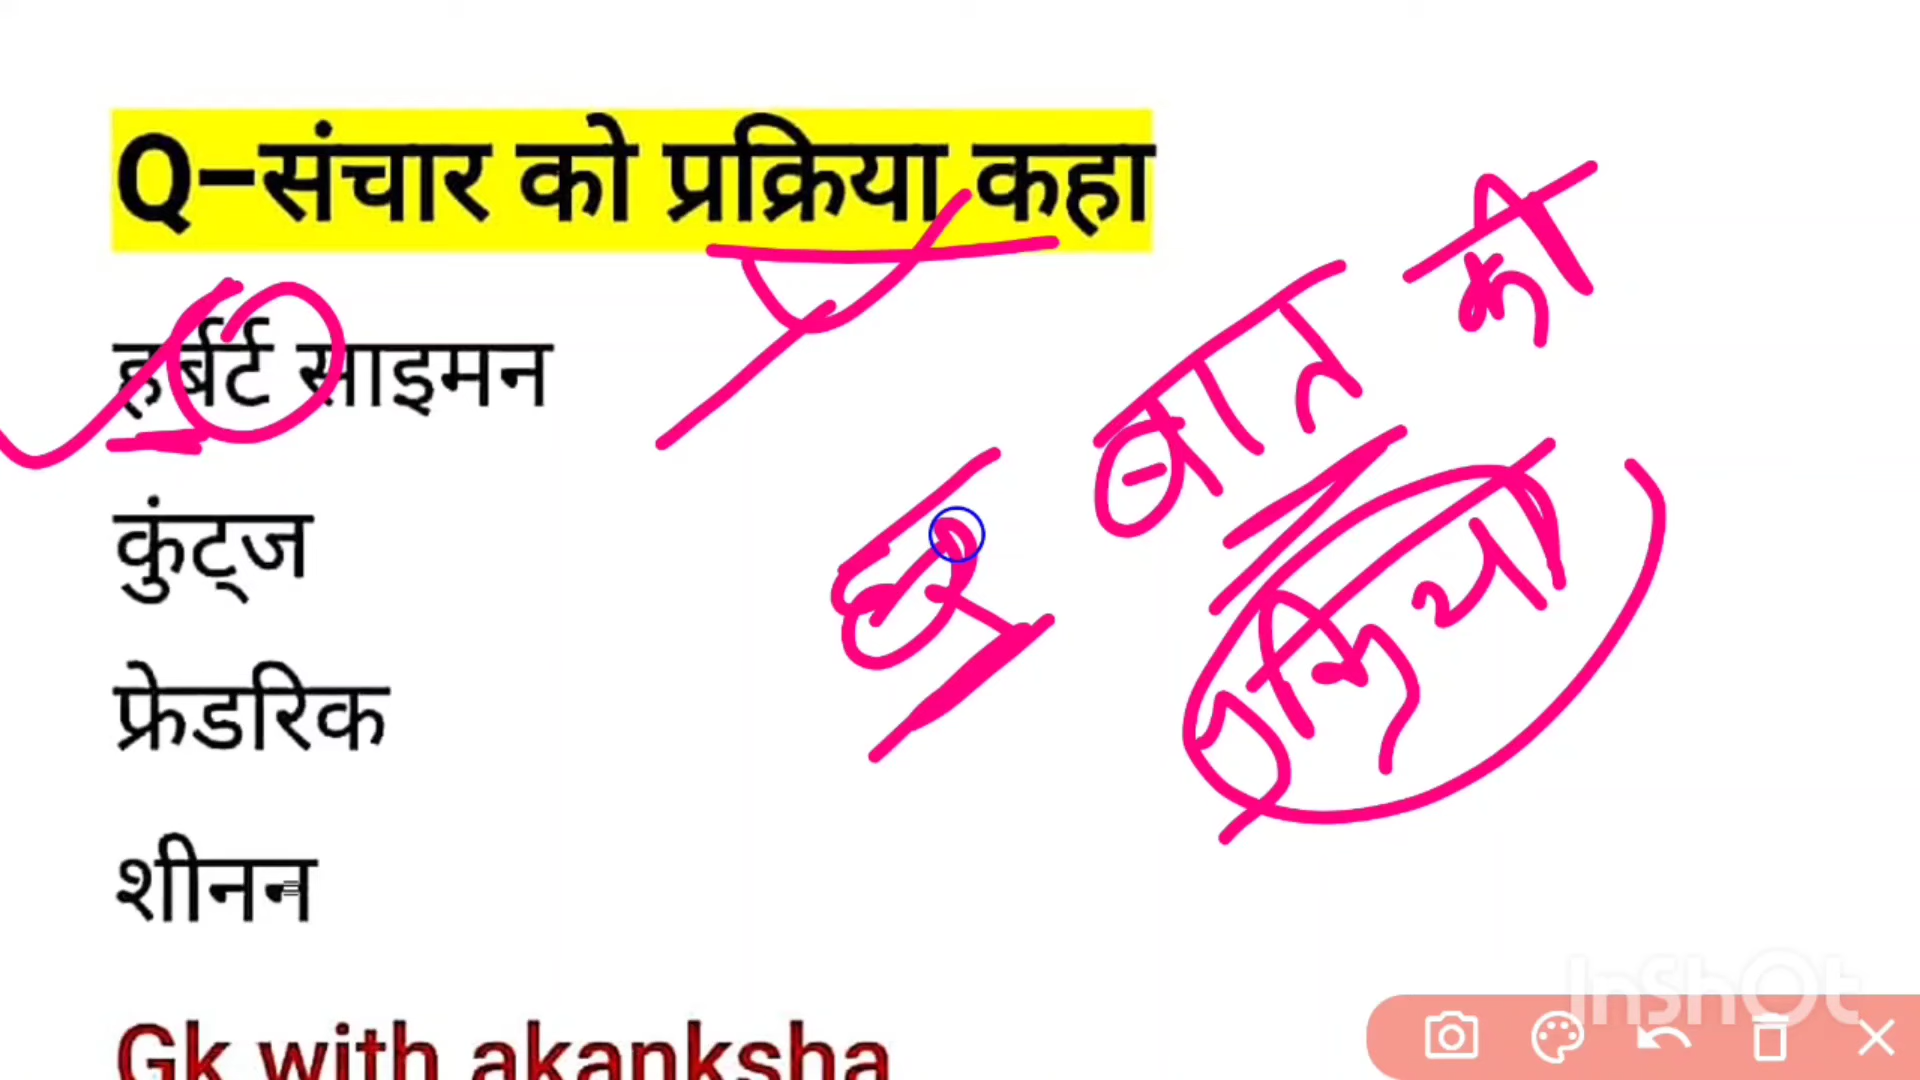 Q–संचार को प्रक्रिया कहा
हर्बर्ट साइमन
कुंट्ज
फ्रेडरिक
शीनन
बात की
प्रक्रिया
Gk with akanksha
InShOt